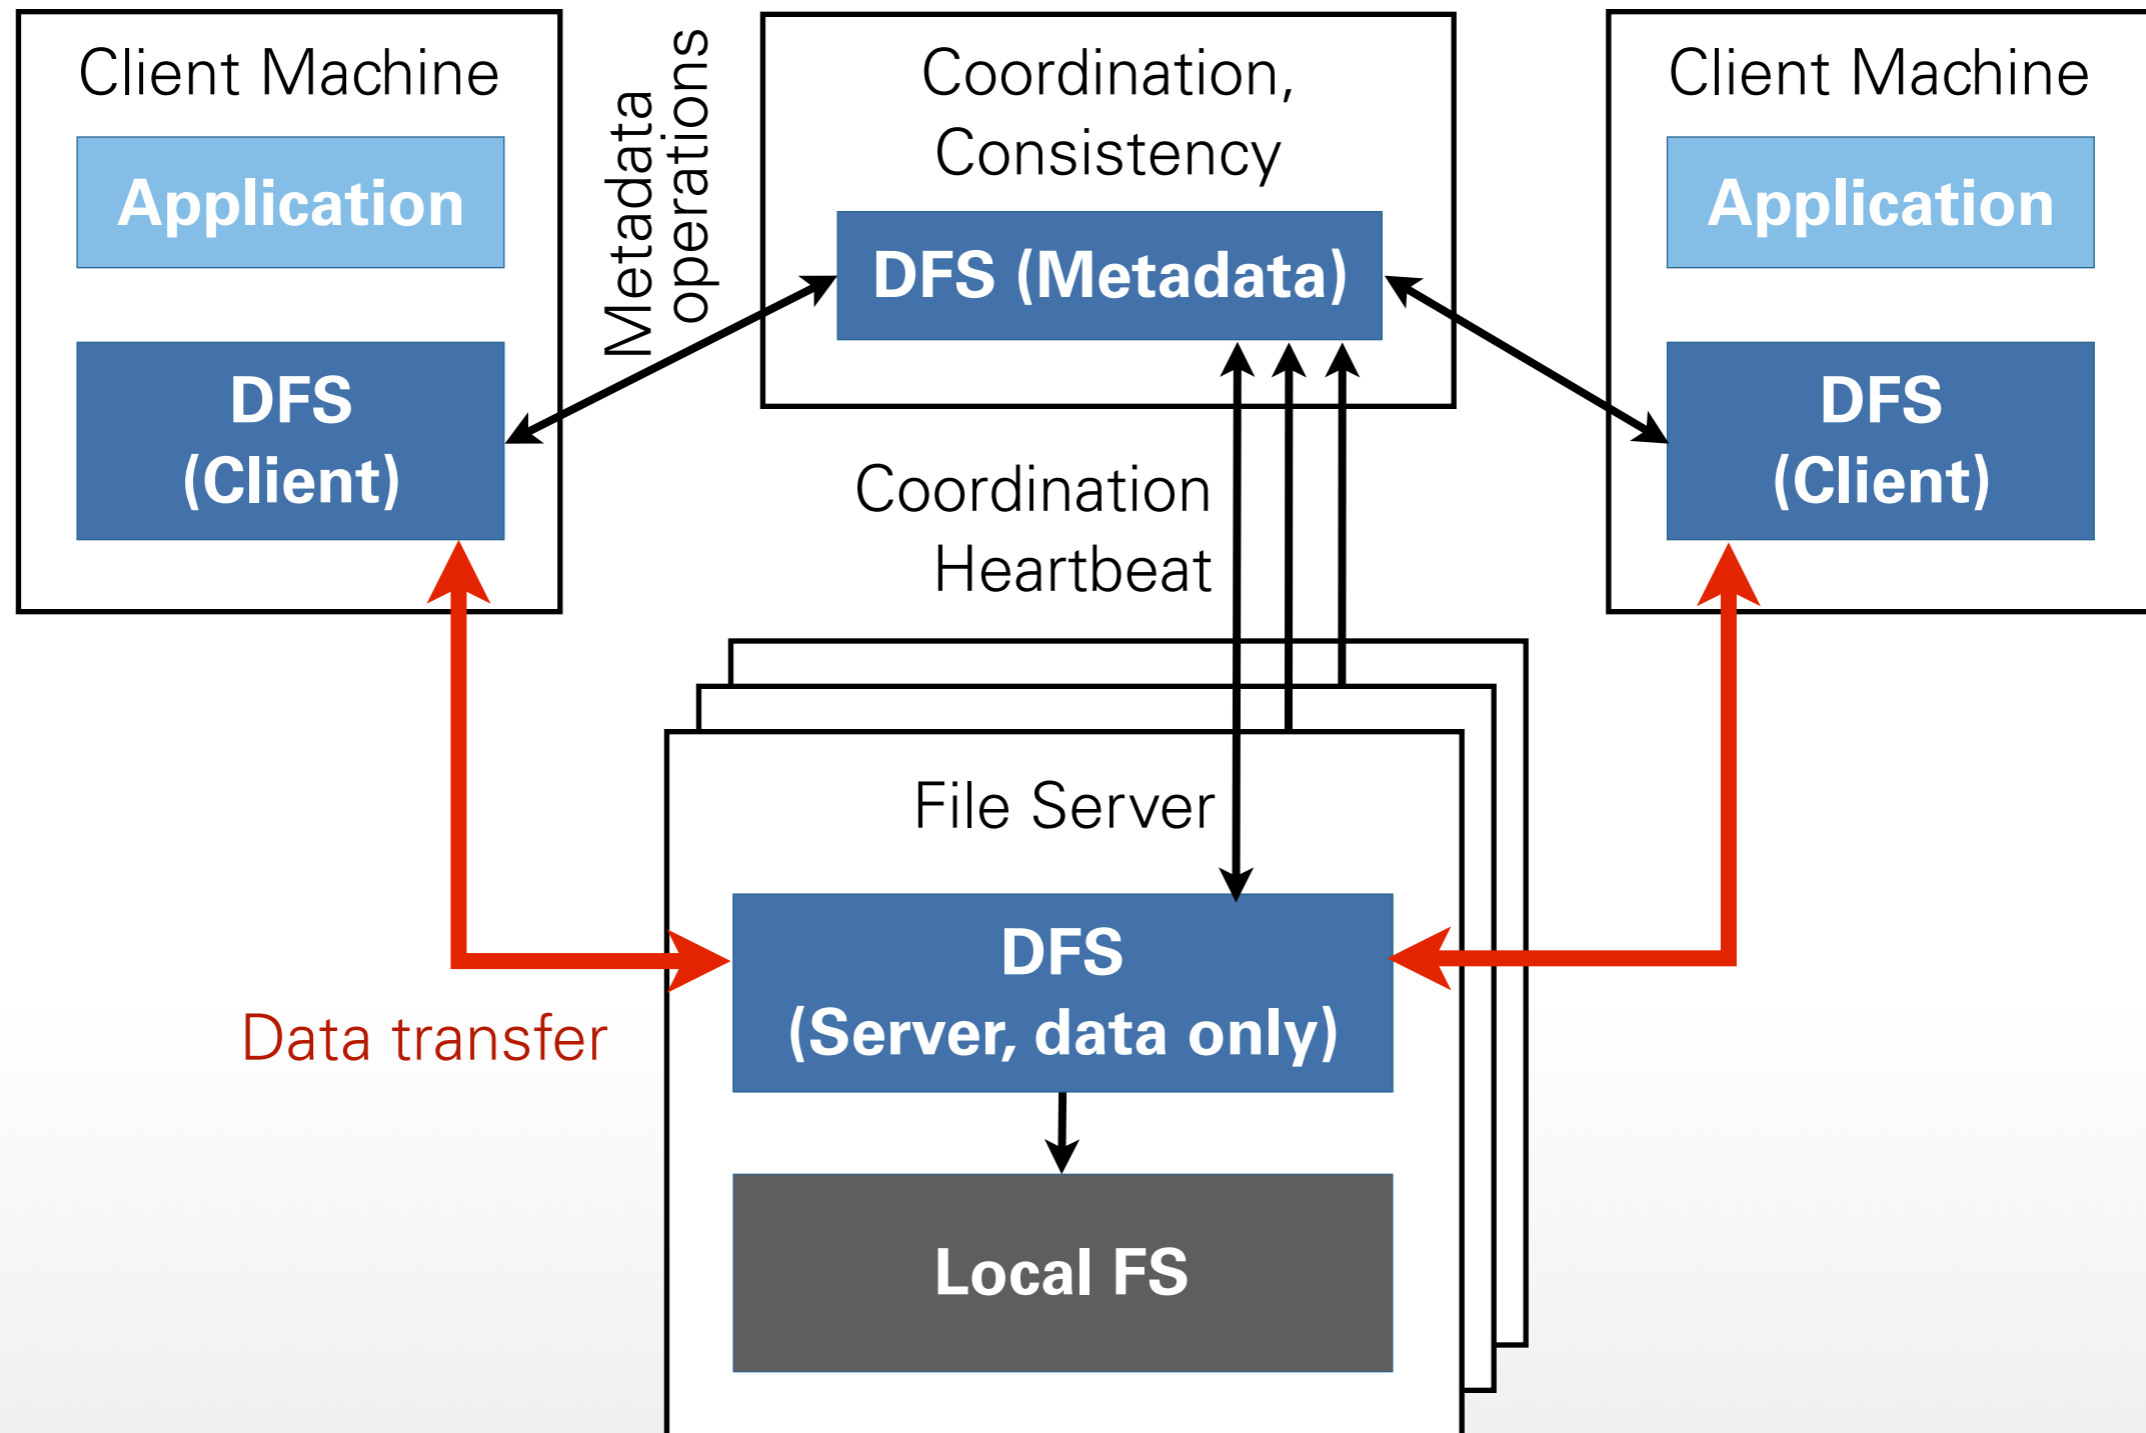 Client Machine
Application
DFS
(Client)
Metadata
operations
Coordination,
Consistency
DFS (Metadata)
Client Machine
Application
DFS
(Client)
Coordination
Heartbeat
File Server
DFS
(Server, data only)
Local FS
Data transfer